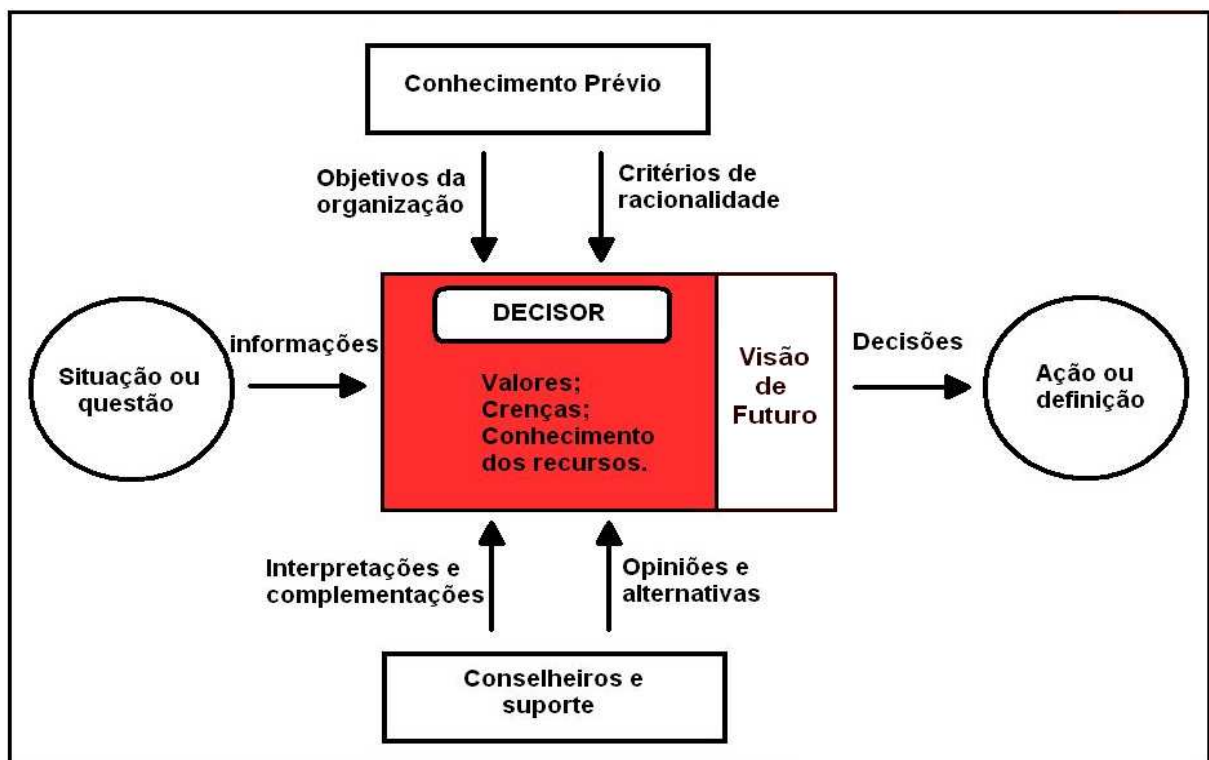 Conhecimento Prévio
Objetivos da
organização
Critérios de
racionalidade
Situação ou
questão
informações
DECISOR
Valores;
Crenças;
Conhecimento
dos recursos.
Visão
de
Futuro
Decisões
Ação ou
definição
Interpretações e
complementações
Opiniões e
alternativas
Conselheiros e
suporte